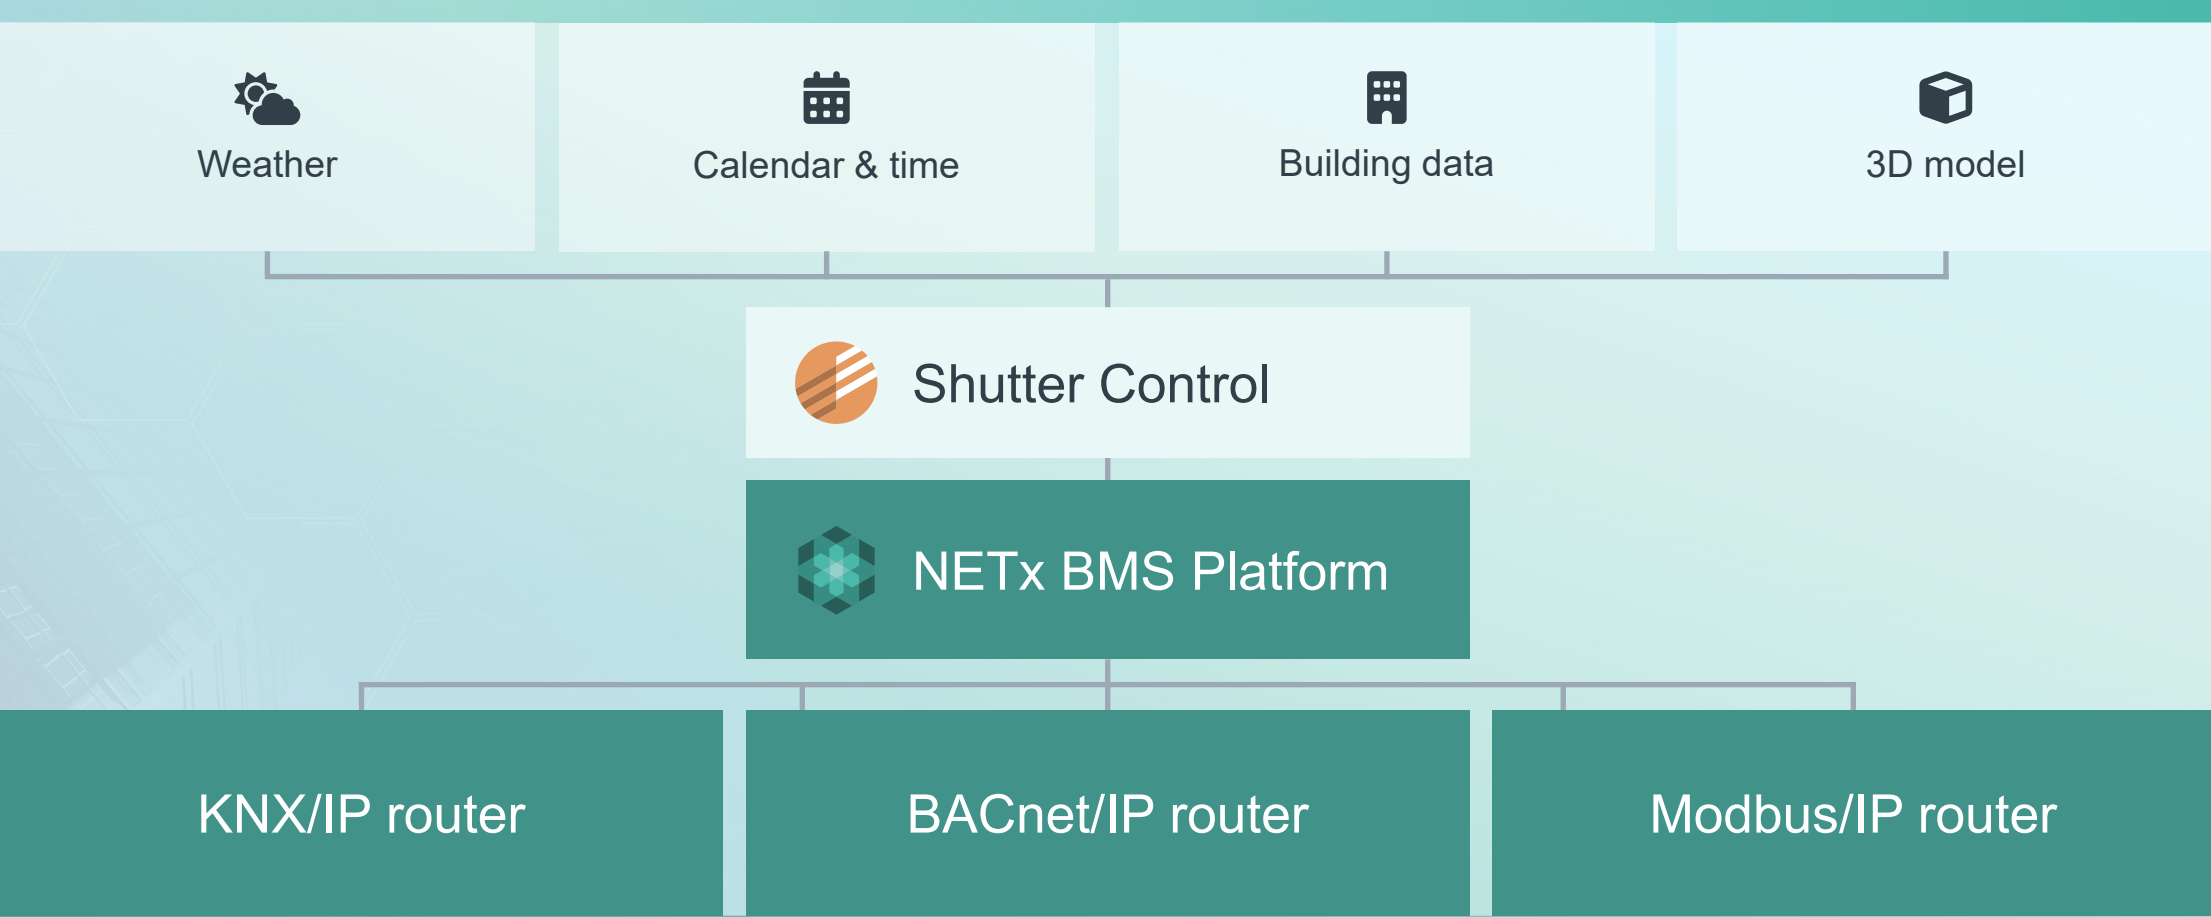 Weather
Calendar & time
Building data
3D model
Shutter Control
NETx BMS Platform
KNX/IP router
BACnet/IP router
Modbus/IP router